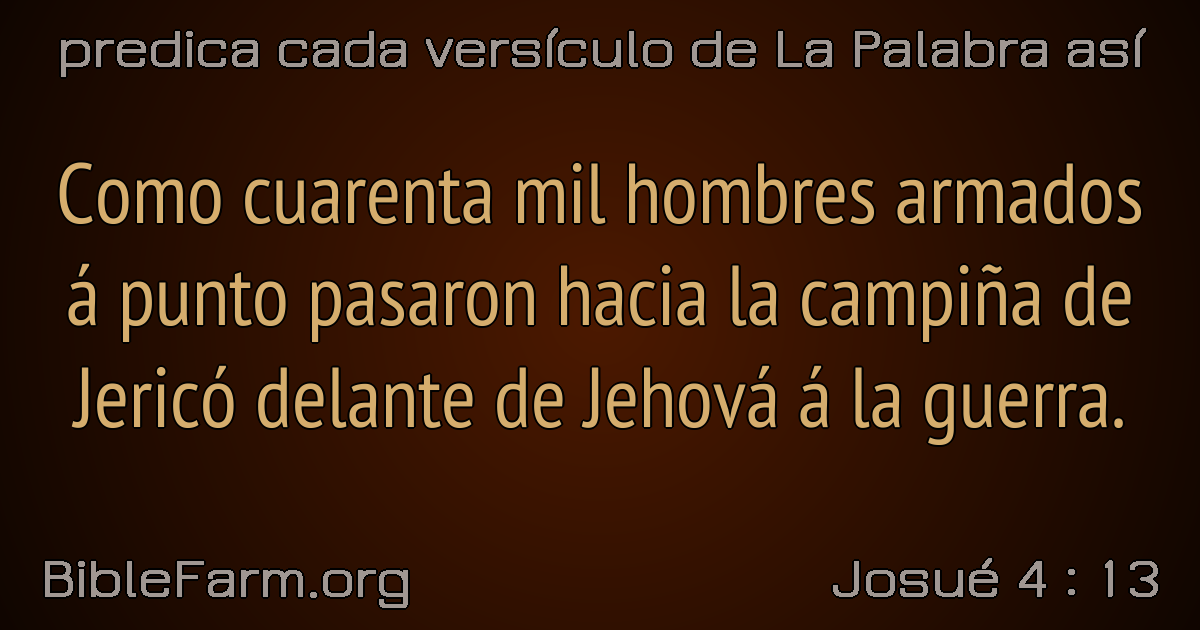 predica cada versículo de La Palabra así
Como cuarenta mil hombres armados
á punto pasaron hacia la campiña de
Jericó delante de Jehová á la guerra.
BibleFarm.org
Josué 4 : 13